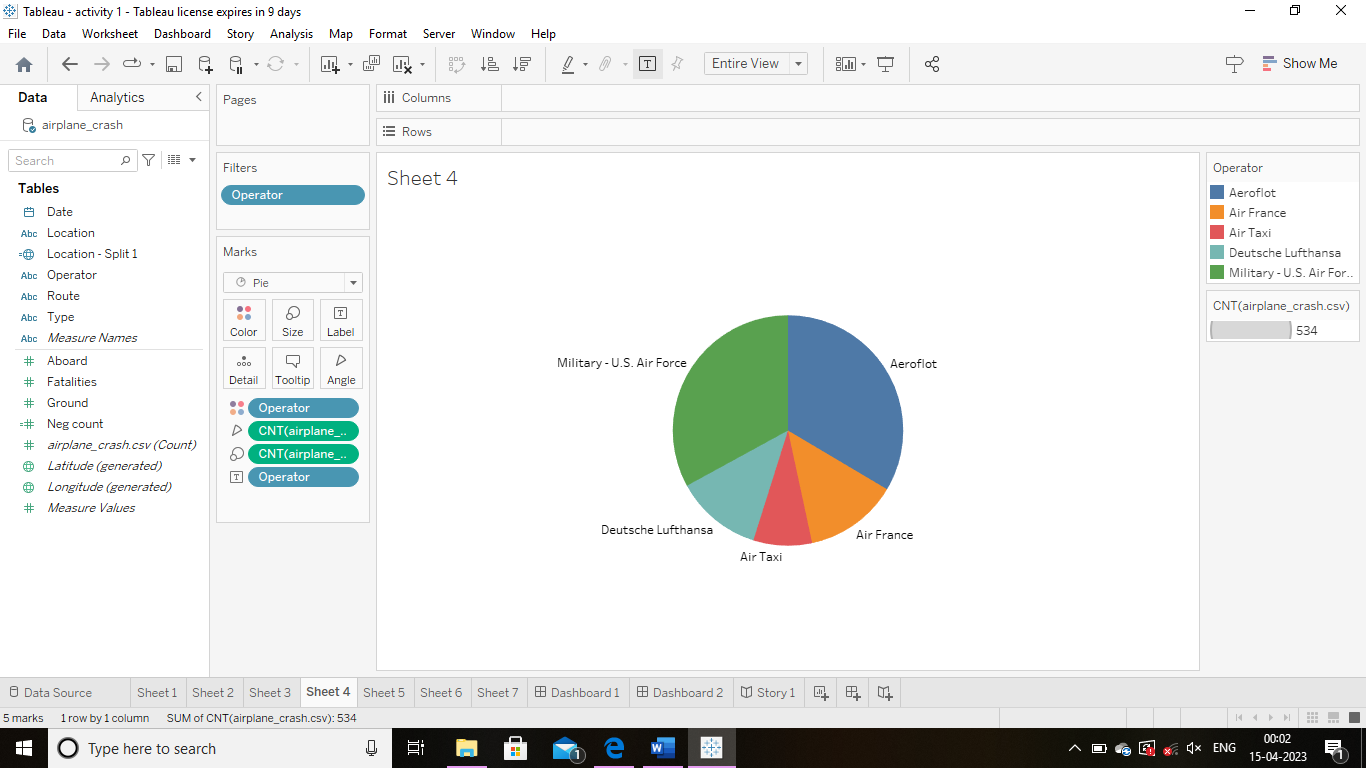 Tableau - activity 1 - Tableau license expires in 9 days
File Data Worksheet Dashboard Story Analysis Map Format Server Window Help
Entire View
Show Me
Data Analytics
airplane_crash
Search
Tables
Date
Abc Location
Location - Split 1
Abc Operator
Abc Route
Abc Type
Abc Measure Names
Aboard
Fatalities
Ground
Neg count
airplane_crash.csv (Count)
Latitude (generated)
Longitude (generated)
Measure Values
Pages
Filters
Operator
Marks
Pie
Color Size Label
Detail Tooltip Angle
Operator
CNT(airplane_..
CNT(airplane_..
Operator
Columns
Rows
Sheet 4
Military - U.S. Air Force
Aeroflot
Deutsche Lufthansa
Air France
Air Taxi
Operator
Aeroflot
Air France
Air Taxi
Deutsche Lufthansa
Military - U.S. Air For..
CNT(airplane_crash.csv)
534
Data Source Sheet 1 Sheet 2 Sheet 3 Sheet 4 Sheet 5 Sheet 6 Sheet 7 Dashboard 1 Dashboard 2 Story 1
5 marks 1 row by 1 column SUM of CNT(airplane_crash.csv): 534
Type here to search
1
ENG
00:02
15-04-2023
1